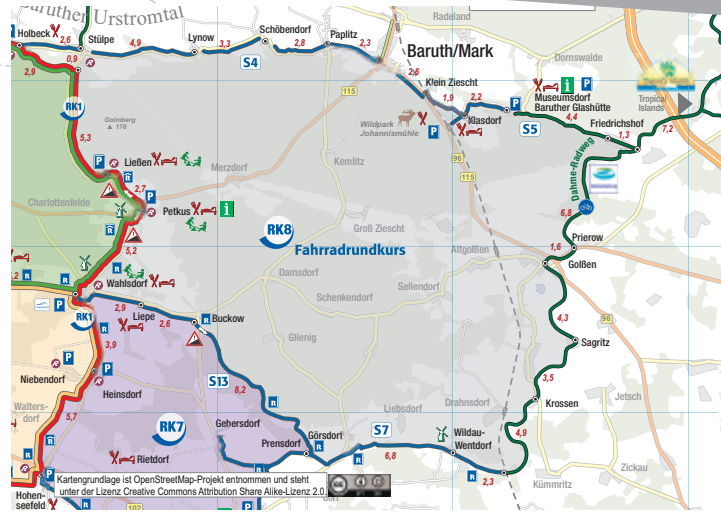 Baruther Urstromtal
Radeland
Holbeck
2,6
Stülpe
4,9
Lynow
3,3
Schöbendorf
2,8
Paplitz
2,3
Baruth/Mark
S4
Dornswalde
2,9
0,9
R
2,6
Klein Ziescht
1,9
2,2
P
i
P
Museumsdorf
Baruther Glashütte
Tropical
Islands
RK1
115
Golmberg
▲ 178
Wildpark
Johannismühle
P
Klasdorf
S5
4,4
Friedrichshof
1,3
7,2
5,3
P
R
Ließen
R
Merzdorf
Kemlitz
96
115
Dahme-Radweg
2,7
Charlottenfelde
R
Petkus
i
R
5,2
RK8
Fahrradrundkurs
Groß Ziescht
6,8
Prierow
1,6
Golßen
Altgolßen
R
Wahlsdorf
Damsdorf
Sellendorf
Schenkendorf
,2
R
P
RK1
2,9
Liepe
2,6
R
Buckow
Glienig
4,3
96
Sagritz
3,9
P
R
Niebendorf
R
Heinsdorf
S13
8,2
3,5
Jetsch
Krossen
Walters-
dorf
5,7
RK7
Gebersdorf
R
Liebsdorf
Drahnsdorf
Görsdorf
S7
Prensdorf
R
R
R
6,8
Wildau-
Wentdorf
4,9
R
2,3
Rietdorf
R
R
P
Zickau
Kümmritz
Hohen-
seefeld
Kartengrundlage ist OpenStreetMap-Projekt entnommen und steht
unter der Lizenz Creative Commons Attribution Share Alike-Lizenz 2.0.
cc
102
dorf